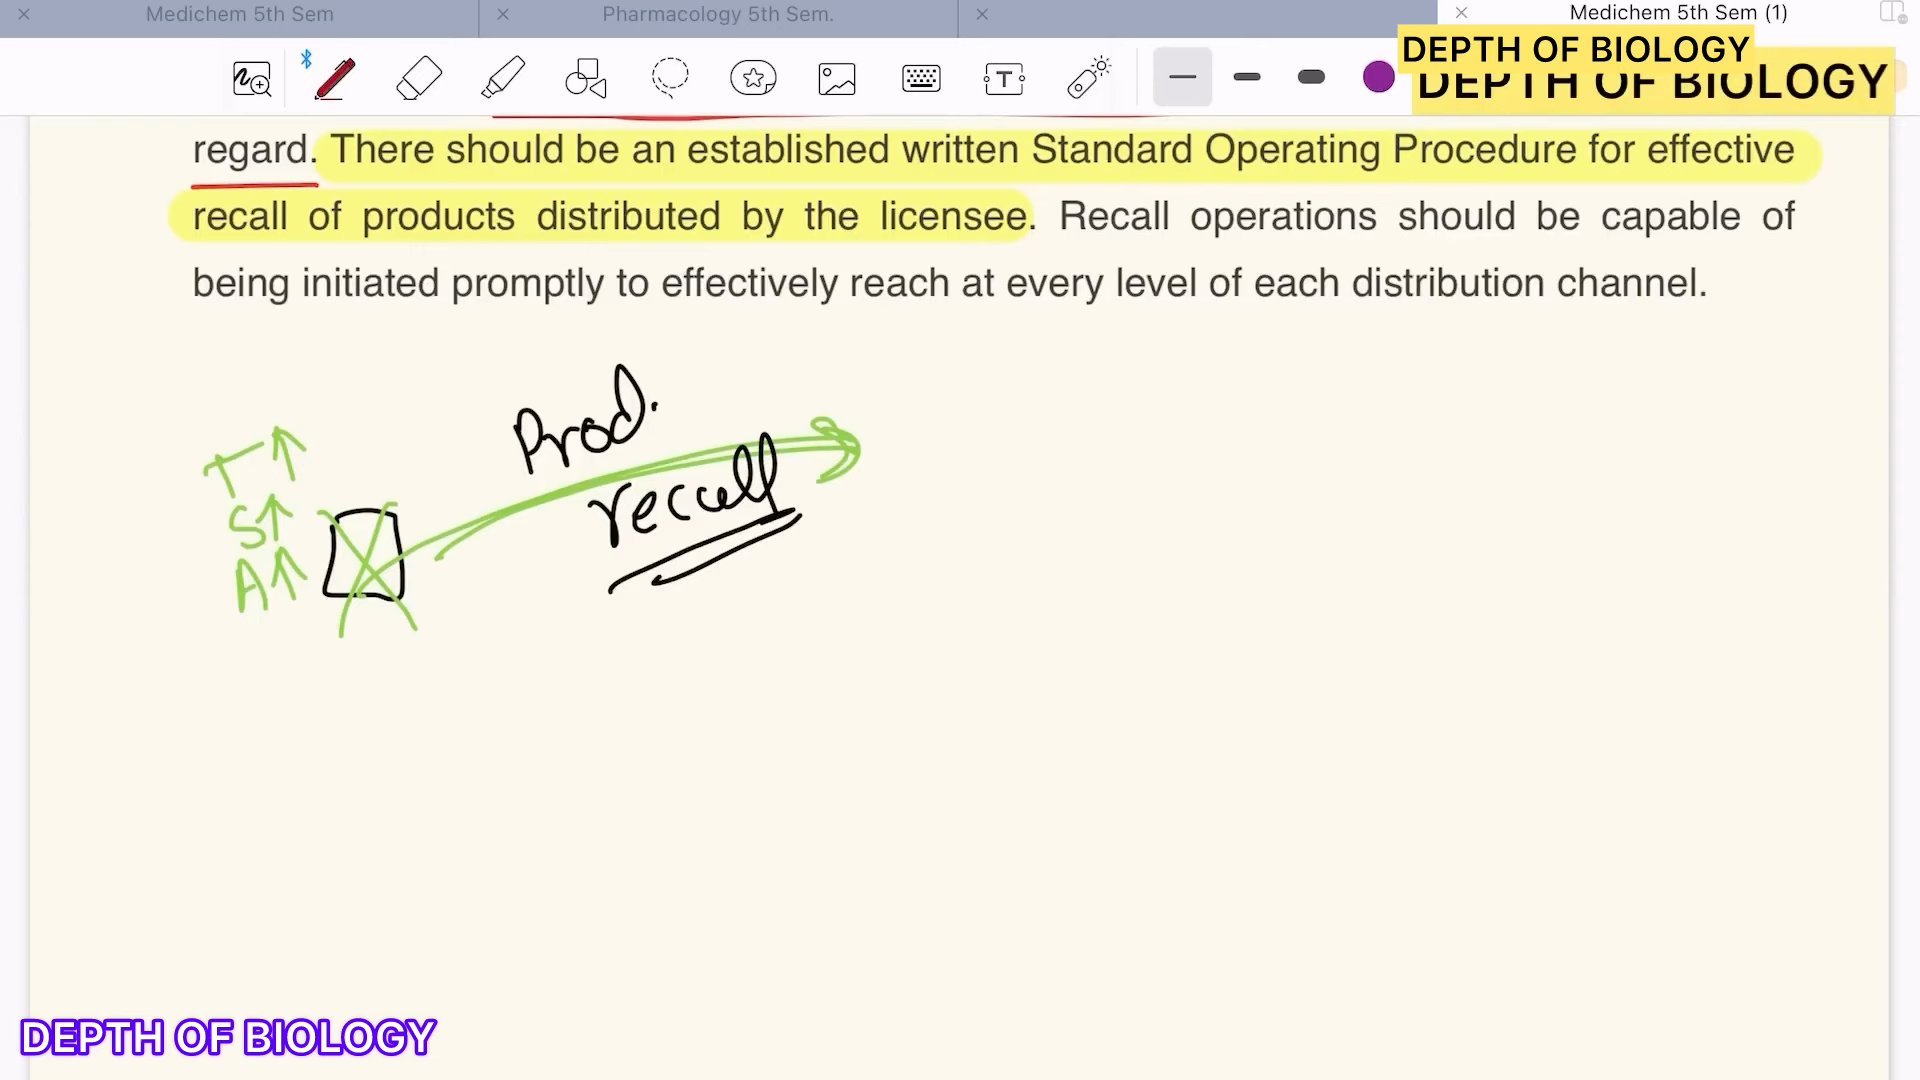 Medichem 5th Sem
Pharmacology 5th Sem.
Medichem 5th Sem (1)
DEPTH OF BIOLOGY
DEPTH OF BIOLOGY
regard. There should be an established written Standard Operating Procedure for effective
recall of products distributed by the licensee. Recall operations should be capable of
being initiated promptly to effectively reach at every level of each distribution channel.
Prod.
recall
T↑
S↑
A↑
DEPTH OF BIOLOGY